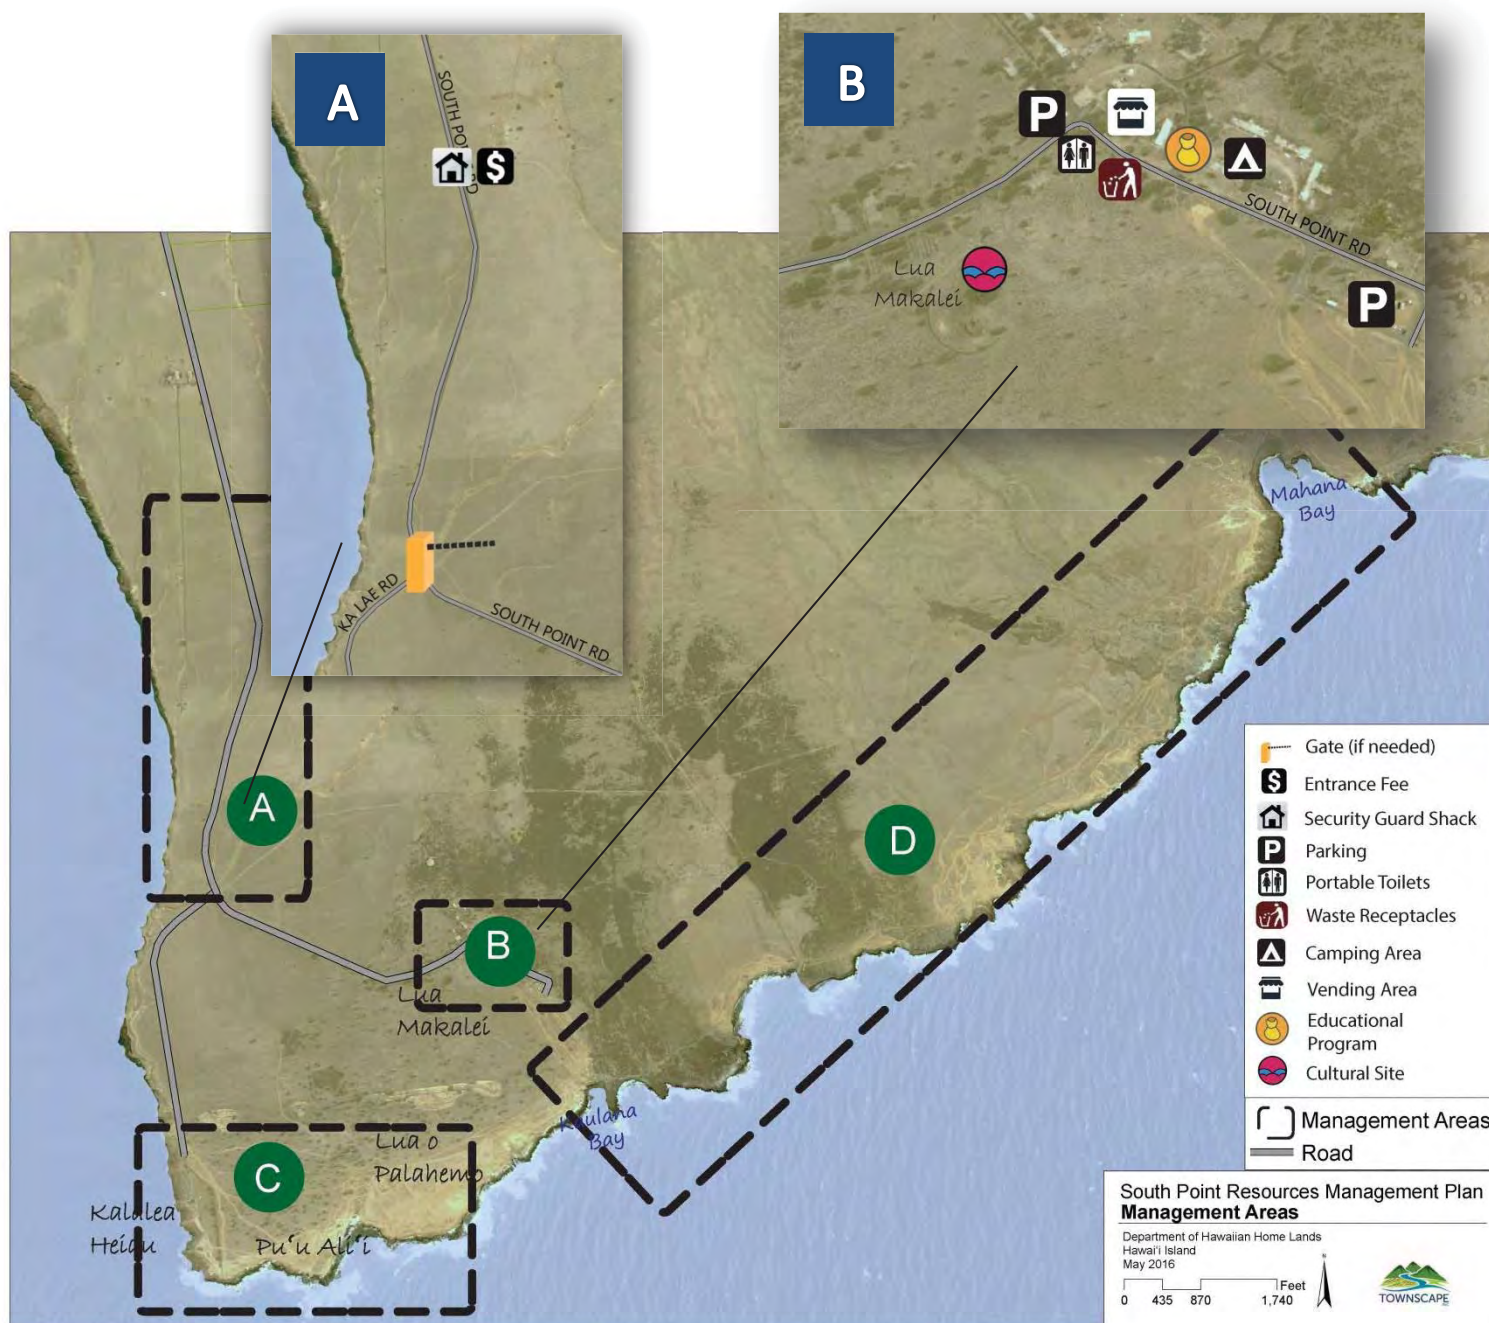 A
SOUTH POINT RD
$
KA LAE RD
SOUTH POINT RD
B
P
SOUTH POINT RD
Lua
Makalei
P
Mahana
Bay
A
B
D
Lua
Makalei
Kaulana
Bay
Lua o
Palahemo
C
Kalalea
Heiau
Pu'u Ali'i
Gate (if needed)
$ Entrance Fee
Security Guard Shack
P Parking
Portable Toilets
Waste Receptacles
Camping Area
Vending Area
Educational
Program
Cultural Site
Management Areas
Road
South Point Resources Management Plan
Management Areas
Department of Hawaiian Home Lands
Hawai'i Island
May 2016
N
Feet
0 435 870 1,740
TOWNSCAPE